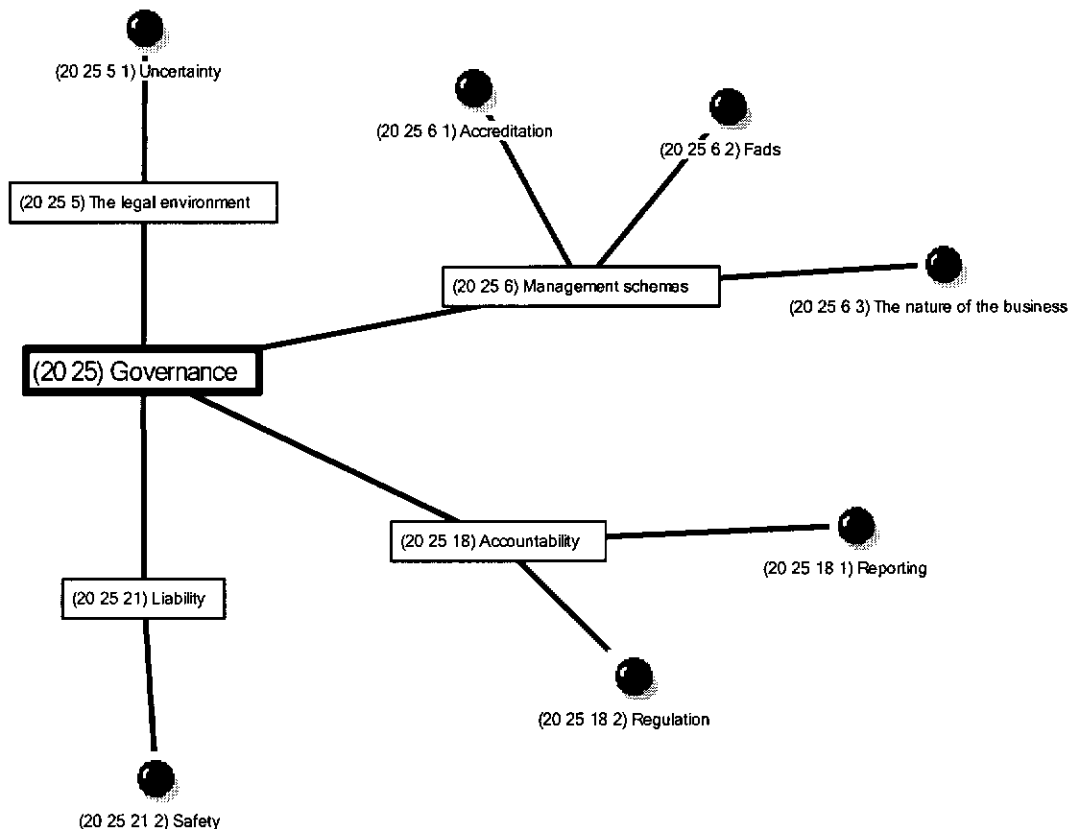 (20 25 5 1) Uncertainty
(20 25 6 1) Accreditation
(20 25 6 2) Fads
(20 25 5) The legal environment
(20 25 6) Management schemes
(20 25 6 3) The nature of the business
(20 25) Governance
(20 25 18) Accountability
(20 25 18 1) Reporting
(20 25 21) Liability
(20 25 18 2) Regulation
(20 25 21 2) Safety